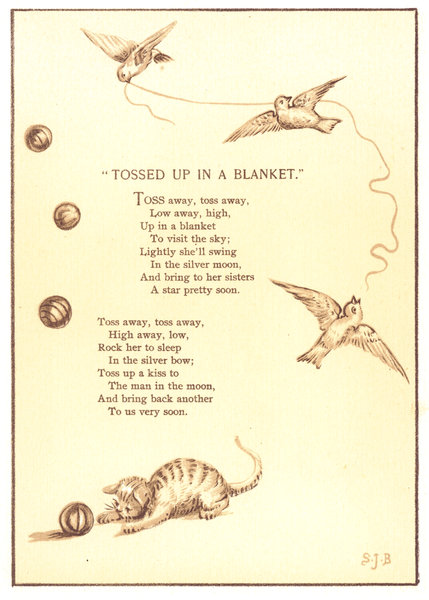 "TOSSED UP IN A BLANKET."
TOSS away, toss away,
Low away, high,
Up in a blanket
To visit the sky;
Lightly she'll swing
In the silver moon,
And bring to her sisters
A star pretty soon.
Toss away, toss away,
High away, low,
Rock her to sleep
In the silver bow;
Toss up a kiss to
The man in the moon,
And bring back another
To us very soon.
S.J.B